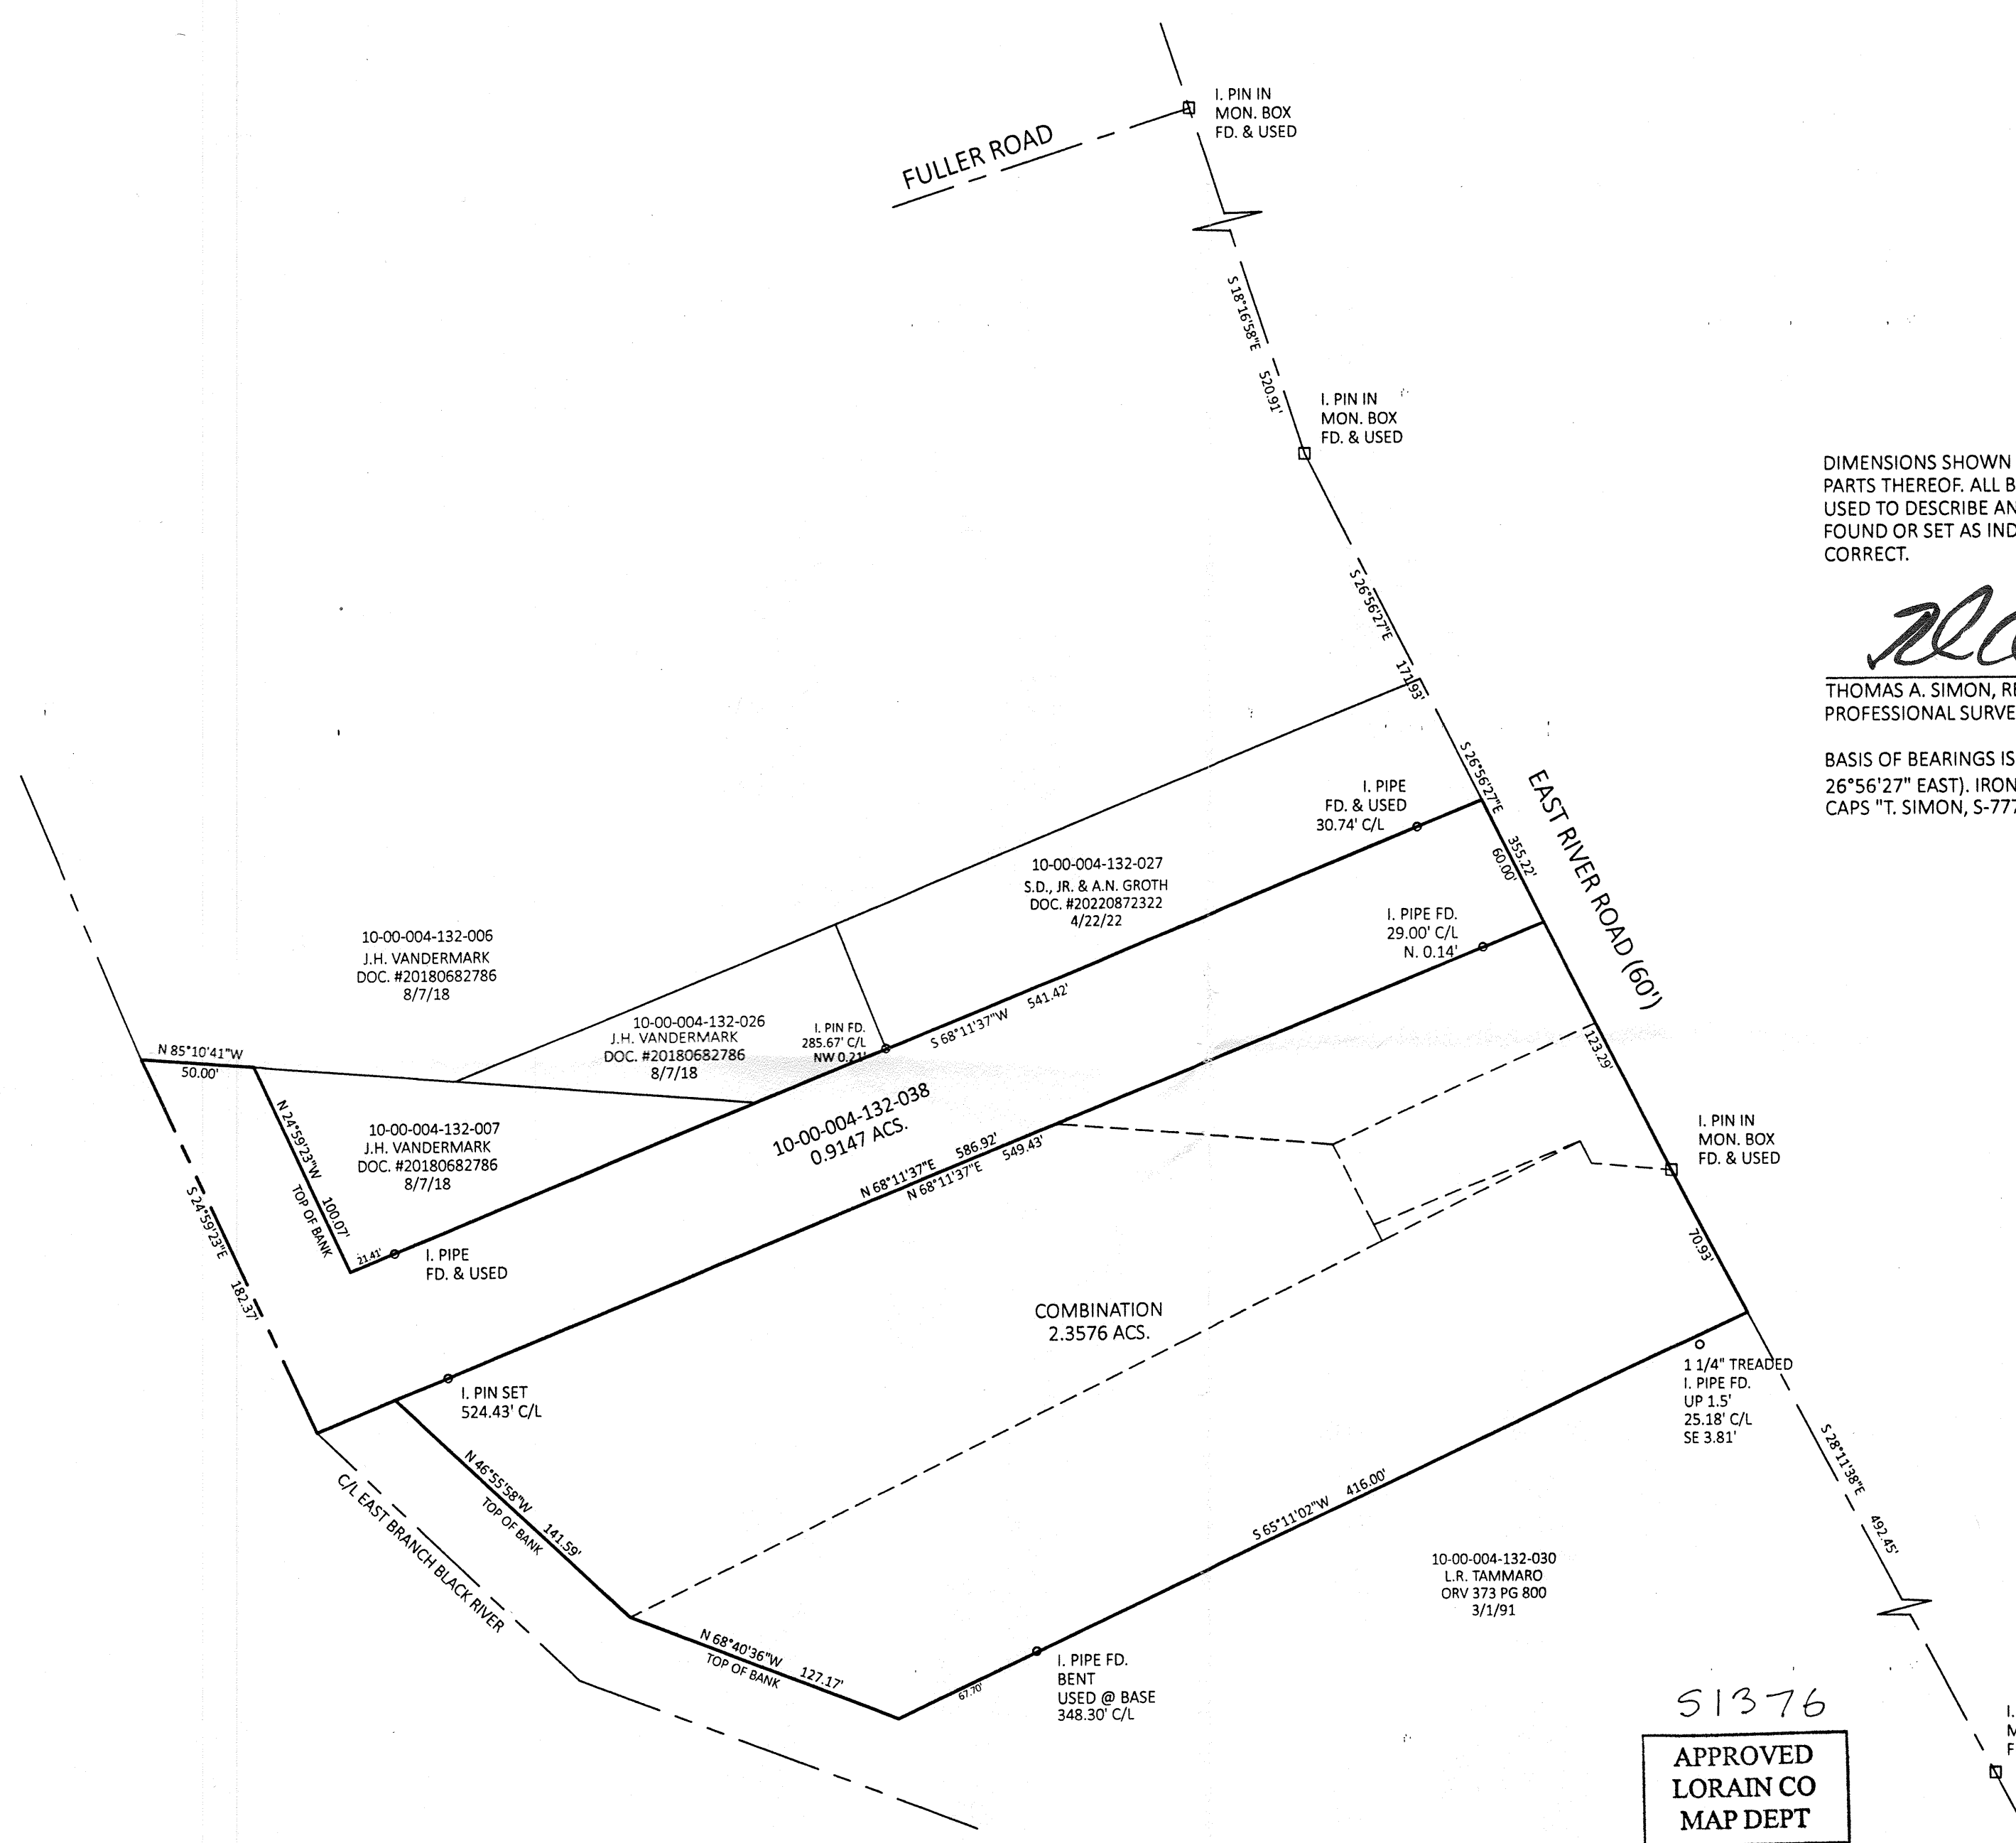 I. PIN IN
MON. BOX
FD. & USED
FULLER ROAD
S 18°16'58"E 520.91'
I. PIN IN
MON. BOX
FD. & USED
DIMENSIONS SHOWN
PARTS THEREOF. ALL B
USED TO DESCRIBE AN
FOUND OR SET AS IND
CORRECT.
S 26°56'27"E 171.93'
THOMAS A. SIMON, RE
PROFESSIONAL SURVE
BASIS OF BEARINGS IS
26°56'27" EAST). IRON
CAPS "T. SIMON, S-777
S 26°56'27"E 355.22'
60.00'
EAST RIVER ROAD (60')
I. PIPE
FD. & USED
30.74' C/L
10-00-004-132-027
S.D., JR. & A.N. GROTH
DOC. #20220872322
4/22/22
I. PIPE FD.
29.00' C/L
N. 0.14'
10-00-004-132-006
J.H. VANDERMARK
DOC. #20180682786
8/7/18
10-00-004-132-026
J.H. VANDERMARK
DOC. #20180682786
8/7/18
I. PIN FD.
285.67' C/L
NW 0.21'
S 68°11'37"W 541.42'
123.29'
N 85°10'41"W
50.00'
10-00-004-132-007
J.H. VANDERMARK
DOC. #20180682786
8/7/18
10-00-004-132-038
0.9147 ACS.
N 68°11'37"E 586.92'
N 68°11'37"E 549.43'
I. PIN IN
MON. BOX
FD. & USED
N 24°59'23"W 100.07'
TOP OF BANK
S 24°59'23"E 182.37'
21.41'
I. PIPE
FD. & USED
70.93'
COMBINATION
2.3576 ACS.
I. PIN SET
524.43' C/L
1 1/4" TREADED
I. PIPE FD.
UP 1.5'
25.18' C/L
SE 3.81'
S 28°11'38"E 492.45'
N 46°55'58"W 141.59'
TOP OF BANK
C/L EAST BRANCH BLACK RIVER
S 65°11'02"W 416.00'
10-00-004-132-030
L.R. TAMMARO
ORV 373 PG 800
3/1/91
N 68°40'36"W 127.17'
TOP OF BANK
67.70'
I. PIPE FD.
BENT
USED @ BASE
348.30' C/L
51376
I.
M
F
APPROVED
LORAIN CO
MAP DEPT